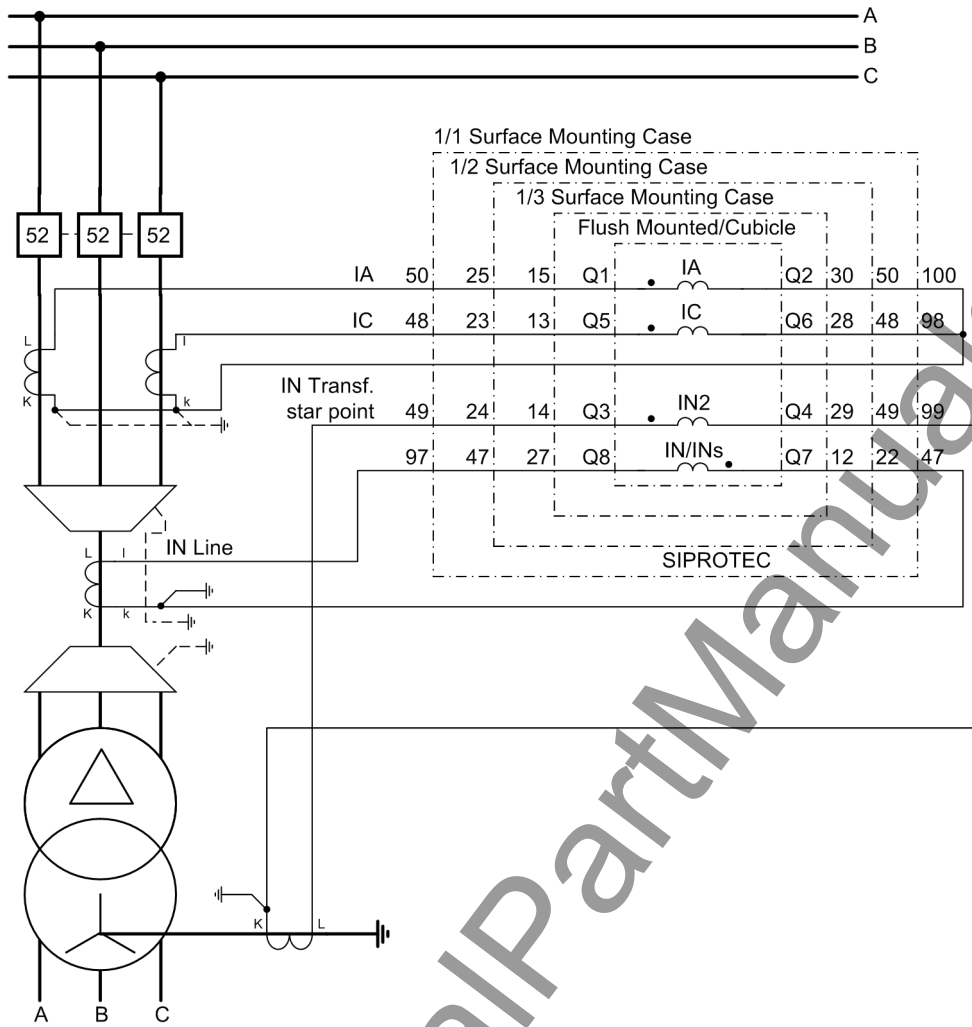 A
B
C
1/1 Surface Mounting Case
1/2 Surface Mounting Case
1/3 Surface Mounting Case
Flush Mounted/Cubicle
52 52 52
IA 50 25 15 Q1 IA Q2 30 50 100
IC 48 23 13 Q5 IC Q6 28 48 98
L l
K k
IN Transf.
star point 49 24 14 Q3 IN2 Q4 29 49 99
97 47 27 Q8 IN/INs Q7 12 22 47
IN Line
L l
SIPROTEC
K k
K L
A B C